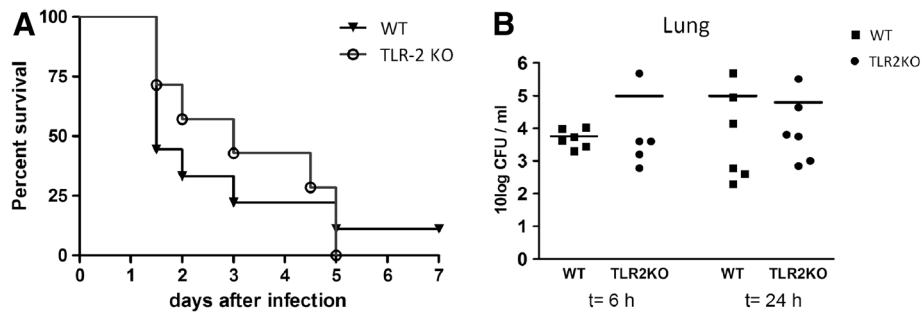 A
Percent survival
100
75
50
25
0
0 1 2 3 4 5 6 7
days after infection
WT
TLR-2 KO
B
Lung
10log CFU / ml
6
5
4
3
2
1
0
WT TLR2KO WT TLR2KO
t= 6 h t= 24 h
WT
TLR2KO